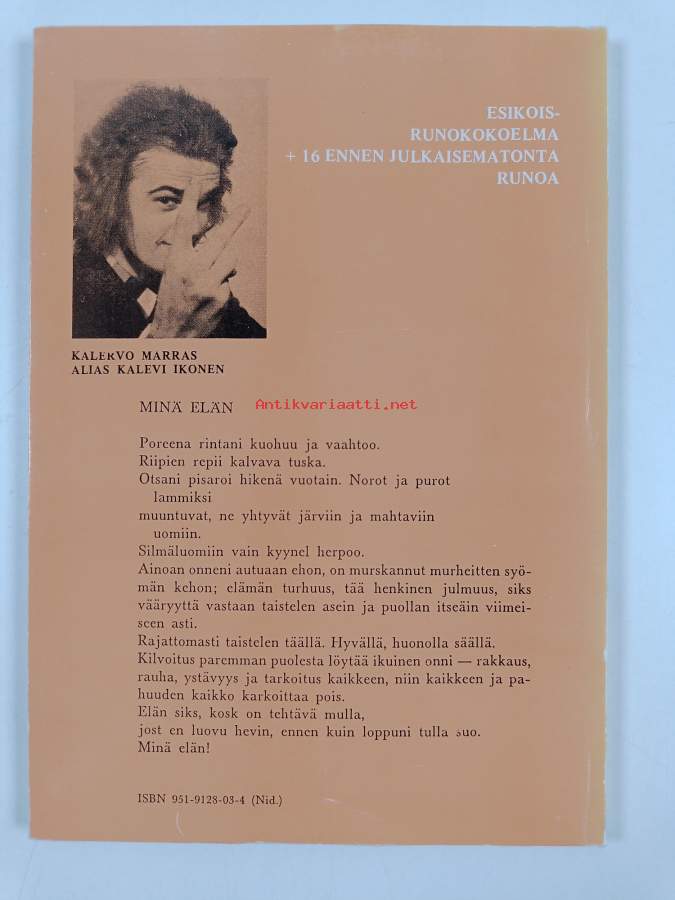 ESIKOIS-
RUNOKOKOELMA
+ 16 ENNEN JULKAISEMATONTA
RUNOA
KALERVO MARRAS
ALIAS KALEVI IKONEN
MINÄ ELÄN
Antikvariaatti.net
Poreena rintani kuohuu ja vaahtoo.
Riipien repii kalvava tuska.
Otsani pisaroi hikenä vuotain. Norot ja purot
lammiksi
muuntuvat, ne yhtyvät järviin ja mahtaviin
uomiin.
Silmäluomiin vain kyynel herpoo.
Ainoan onneni autuaan ehon, on murskannut murheitten syö-
män kehon; elämän turhuus, tää henkinen julmuus, siks
vääryyttä vastaan taistelen asein ja puollan itseäin viimei-
seen asti.
Rajattomasti taistelen täällä. Hyvällä, huonolla säällä.
Kilvoitus paremman puolesta löytää ikuinen onni — rakkaus,
rauha, ystävyys ja tarkoitus kaikkeen, niin kaikkeen ja pa-
huuden kaikko karkoittaa pois.
Elän siks, kosk on tehtävä mulla,
jost en luovu hevin, ennen kuin loppuni tulla suo.
Minä elän!
ISBN 951-9128-03-4 (Nid.)